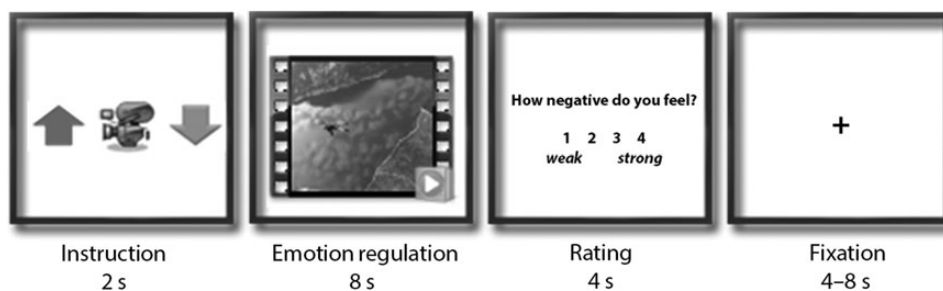 How negative do you feel?
1 2 3 4
weak strong
+
Instruction
2 s
Emotion regulation
8 s
Rating
4 s
Fixation
4–8 s